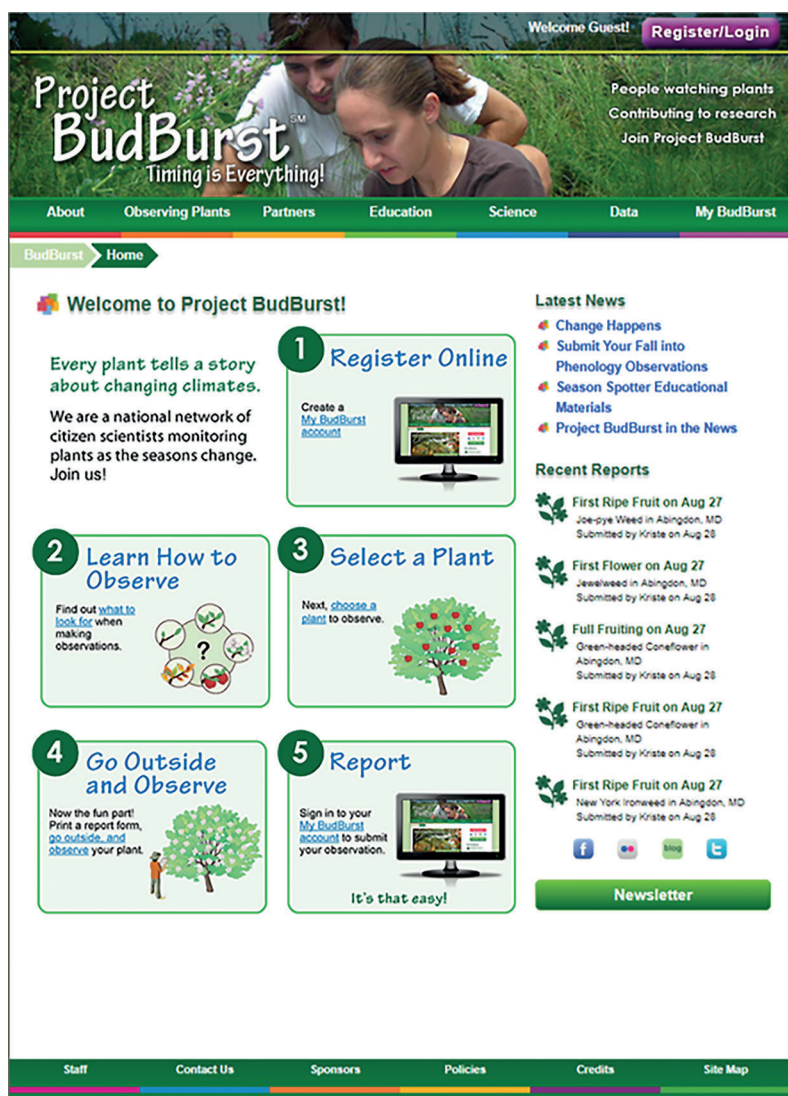 Welcome Guest!
Register/Login
Project
BudBurst SM
Timing is Everything!
People watching plants
Contributing to research
Join Project BudBurst
About
Observing Plants
Partners
Education
Science
Data
My BudBurst
BudBurst
Home
Welcome to Project BudBurst!
Every plant tells a story
about changing climates.
We are a national network of
citizen scientists monitoring
plants as the seasons change.
Join us!
1
Register Online
Create a
My BudBurst
account
2
Learn How to
Observe
Find out what to
look for when
making
observations.
?
3
Select a Plant
Next, choose a
plant to observe.
4
Go Outside
and Observe
Now the fun part!
Print a report form,
go outside, and
observe your plant.
5
Report
Sign in to your
My BudBurst
account to submit
your observation.
It's that easy!
Latest News
Change Happens
Submit Your Fall into
Phenology Observations
Season Spotter Educational
Materials
Project BudBurst in the News
Recent Reports
First Ripe Fruit on Aug 27
Joe-pye Weed in Abingdon, MD
Submitted by Kriste on Aug 28
First Flower on Aug 27
Jewelweed in Abingdon, MD
Submitted by Kriste on Aug 28
Full Fruiting on Aug 27
Green-headed Coneflower in
Abingdon, MD
Submitted by Kriste on Aug 28
First Ripe Fruit on Aug 27
Green-headed Coneflower in
Abingdon, MD
Submitted by Kriste on Aug 28
First Ripe Fruit on Aug 27
New York Ironweed in Abingdon, MD
Submitted by Kriste on Aug 28
f
blog
t
Newsletter
Staff
Contact Us
Sponsors
Policies
Credits
Site Map